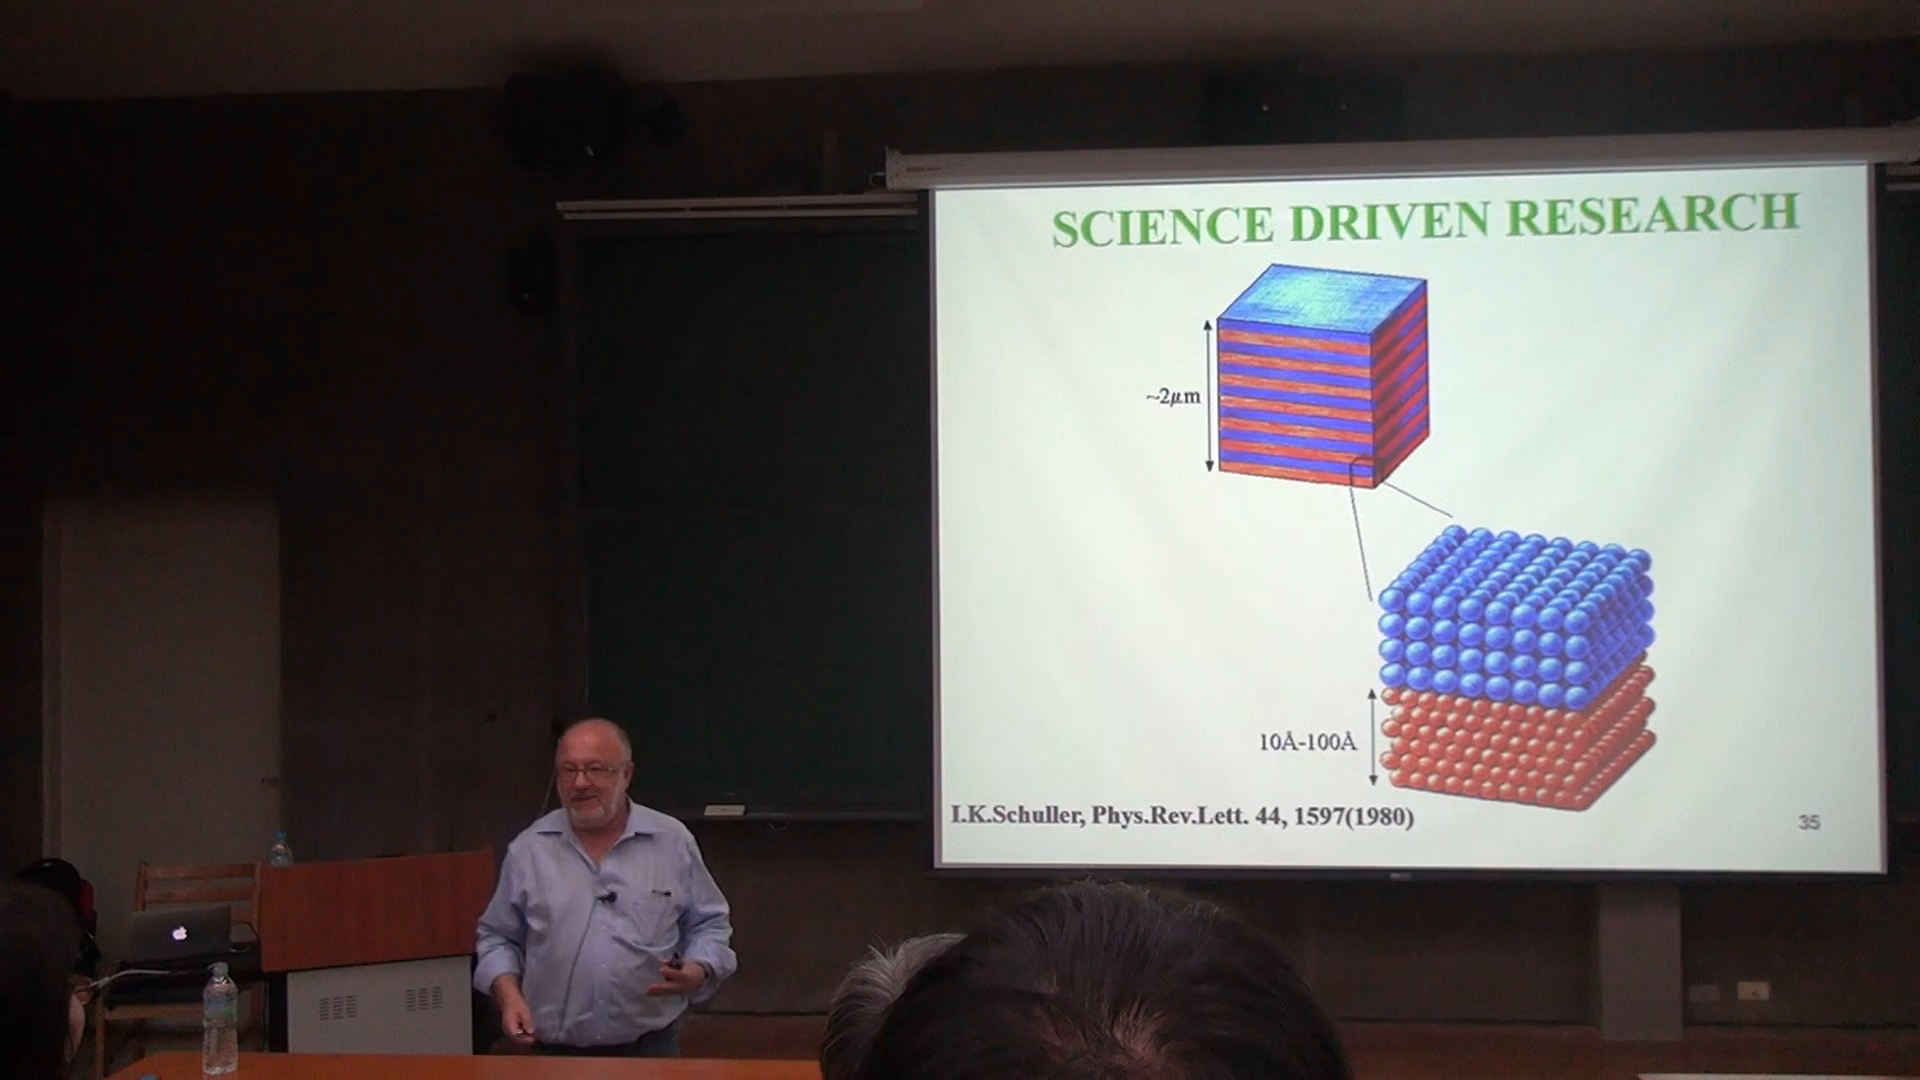 SCIENCE DRIVEN RESEARCH
~2μm
10Å-100Å
I.K.Schuller, Phys.Rev.Lett. 44, 1597(1980)
35